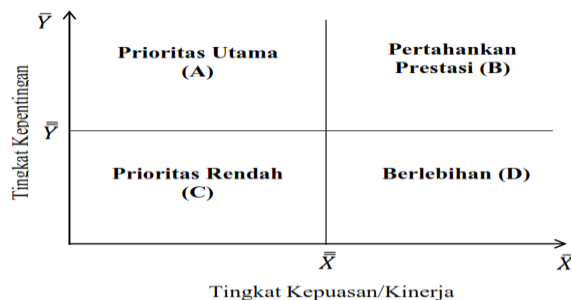 Y̅
Prioritas Utama
(A)
Pertahankan
Prestasi (B)
Tingkat Kepentingan
Y̿
Prioritas Rendah
(C)
Berlebihan (D)
X̿
X̅
Tingkat Kepuasan/Kinerja